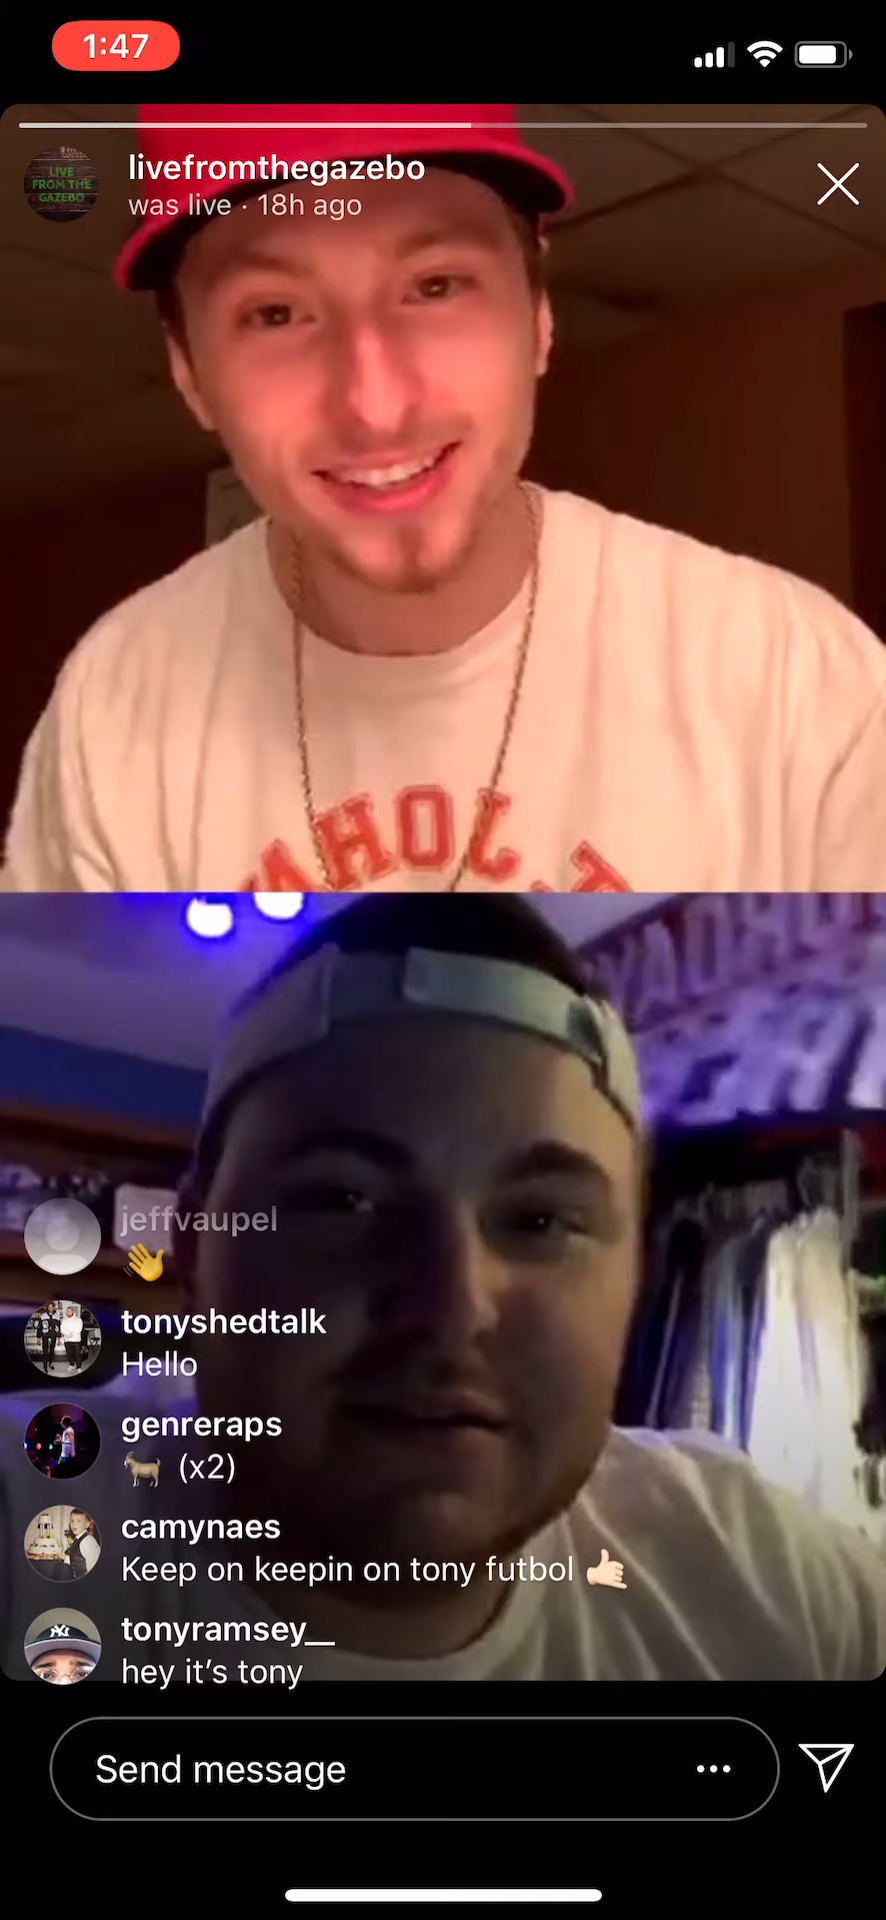 1:47
LIVE
FROM THE
GAZEBO
livefromthegazebo
was live · 18h ago
jeffvaupel
👋
tonyshedtalk
Hello
genreraps
🐐 (x2)
camynaes
Keep on keepin on tony futbol 🤙🏻
tonyramsey__
hey it’s tony
Send message